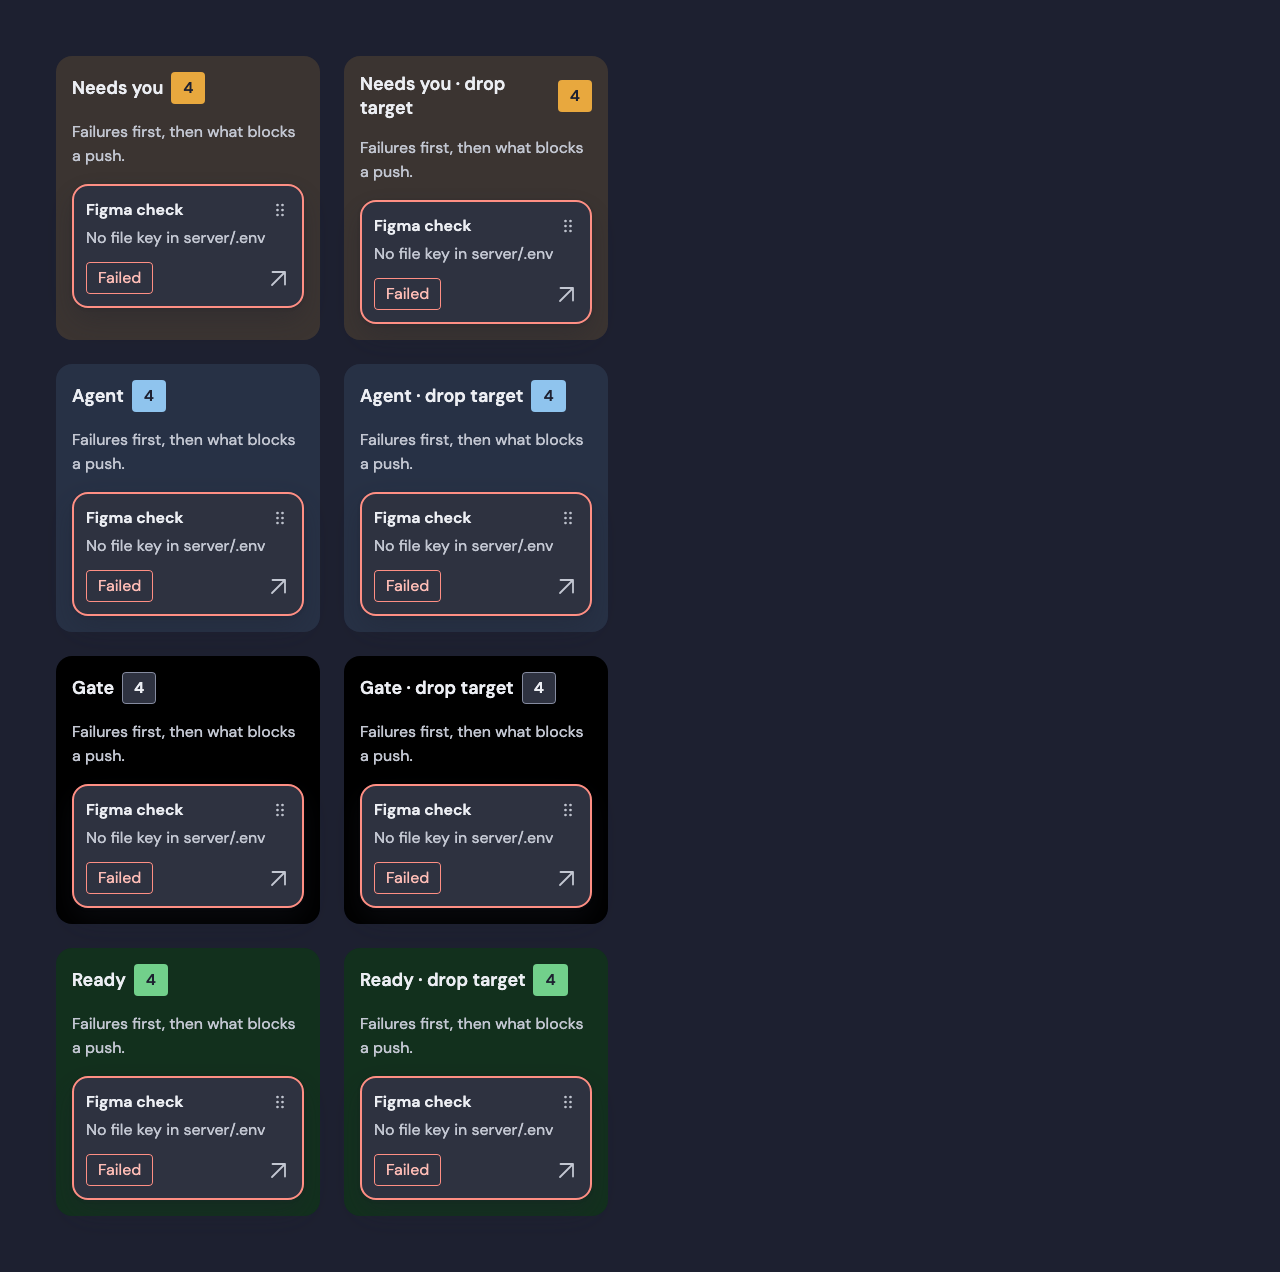 Needs you 4
Failures first, then what blocks
a push.
Figma check
No file key in server/.env
Failed
Needs you · drop
target 4
Failures first, then what blocks
a push.
Figma check
No file key in server/.env
Failed
Agent 4
Failures first, then what blocks
a push.
Figma check
No file key in server/.env
Failed
Agent · drop target 4
Failures first, then what blocks
a push.
Figma check
No file key in server/.env
Failed
Gate 4
Failures first, then what blocks
a push.
Figma check
No file key in server/.env
Failed
Gate · drop target 4
Failures first, then what blocks
a push.
Figma check
No file key in server/.env
Failed
Ready 4
Failures first, then what blocks
a push.
Figma check
No file key in server/.env
Failed
Ready · drop target 4
Failures first, then what blocks
a push.
Figma check
No file key in server/.env
Failed